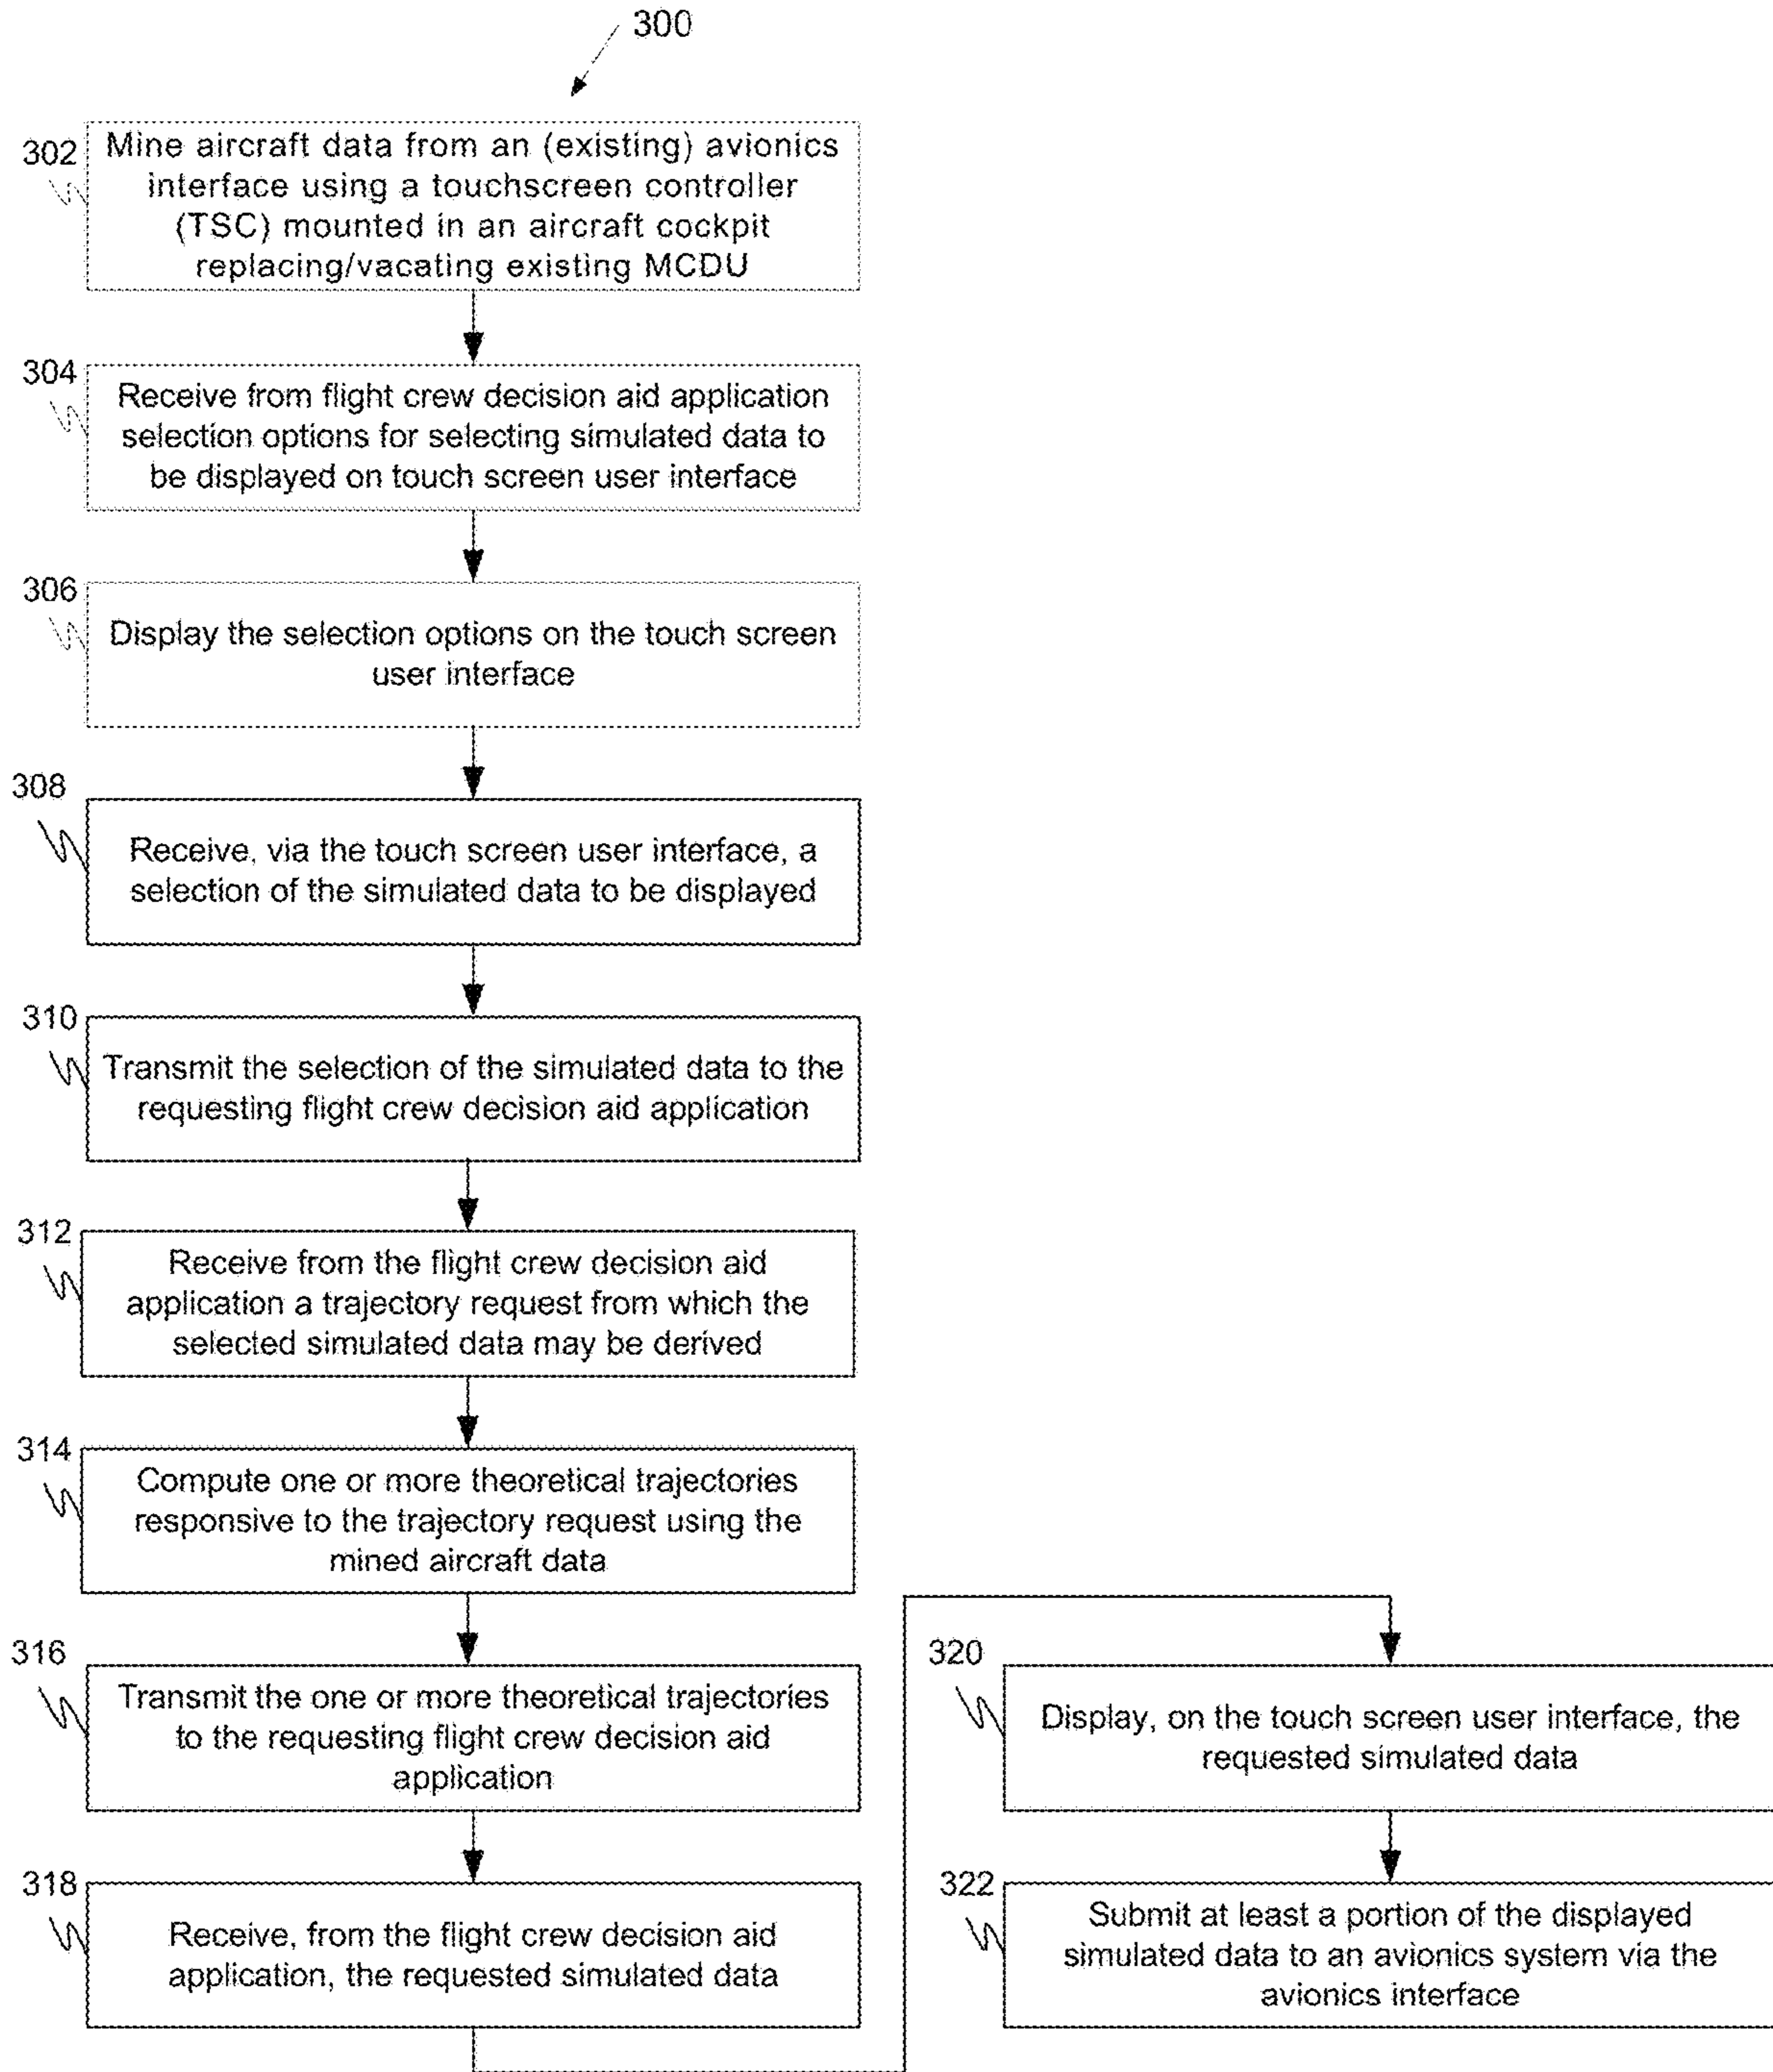 300
302
Mine aircraft data from an (existing) avionics
interface using a touchscreen controller
(TSC) mounted in an aircraft cockpit
replacing/vacating existing MCDU
304
Receive from flight crew decision aid application
selection options for selecting simulated data to
be displayed on touch screen user interface
306
Display the selection options on the touch screen
user interface
308
Receive, via the touch screen user interface, a
selection of the simulated data to be displayed
310
Transmit the selection of the simulated data to the
requesting flight crew decision aid application
312
Receive from the flight crew decision aid
application a trajectory request from which the
selected simulated data may be derived
314
Compute one or more theoretical trajectories
responsive to the trajectory request using the
mined aircraft data
316
Transmit the one or more theoretical trajectories
to the requesting flight crew decision aid
application
318
Receive, from the flight crew decision aid
application, the requested simulated data
320
Display, on the touch screen user interface, the
requested simulated data
322
Submit at least a portion of the displayed
simulated data to an avionics system via the
avionics interface